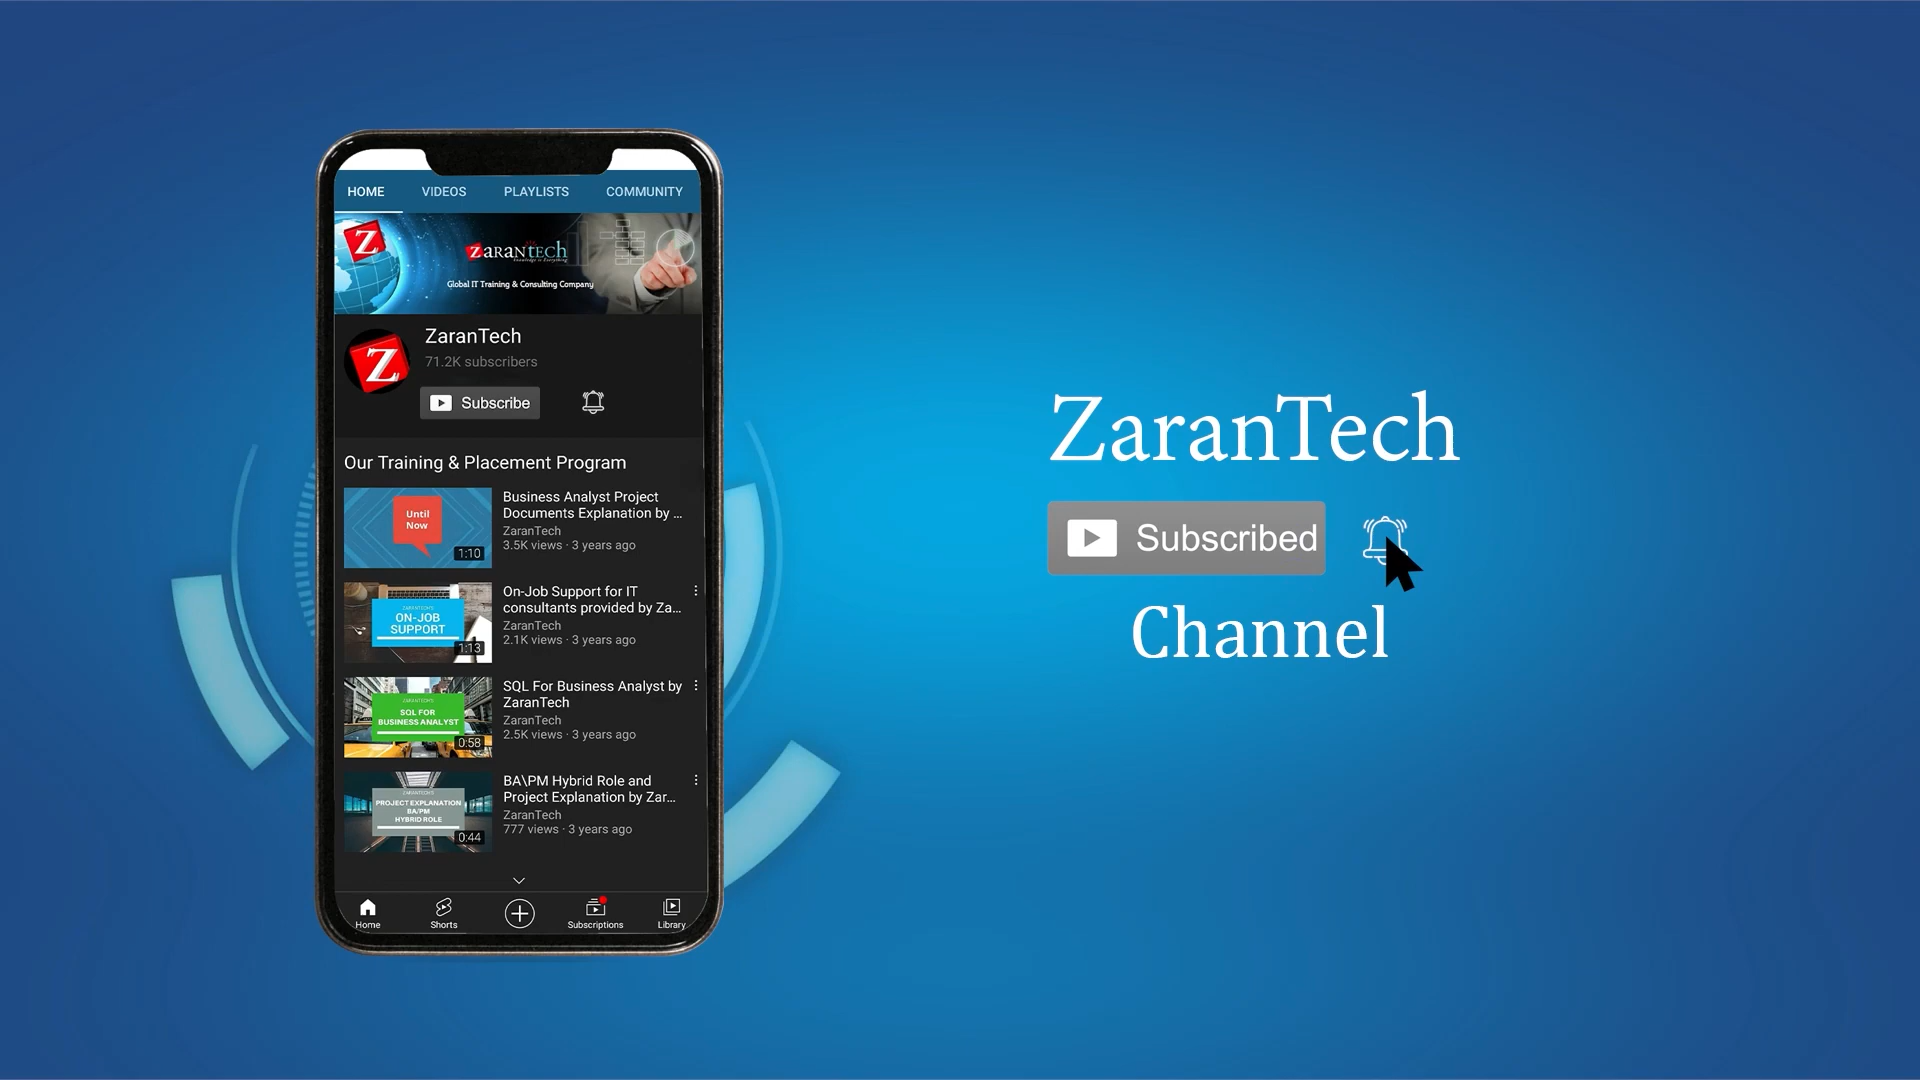 HOME VIDEOS PLAYLISTS COMMUNITY
Z
ZARANTECH
Global IT Training & Consulting Company
Z
ZaranTech
71.2K subscribers
Subscribe
Our Training & Placement Program
Until
Now
1:10
Business Analyst Project
Documents Explanation by ...
ZaranTech
3.5K views · 3 years ago
ZARANTECH'S
ON-JOB
SUPPORT
1:13
On-Job Support for IT
consultants provided by Za...
ZaranTech
2.1K views · 3 years ago
ZARANTECH'S
SQL FOR
BUSINESS ANALYST
0:58
SQL For Business Analyst by
ZaranTech
ZaranTech
2.5K views · 3 years ago
ZARANTECH'S
PROJECT EXPLANATION
BA/PM
HYBRID ROLE
0:44
BA\PM Hybrid Role and
Project Explanation by Zar...
ZaranTech
777 views · 3 years ago
Home Shorts Subscriptions Library
ZaranTech
Subscribed
Channel